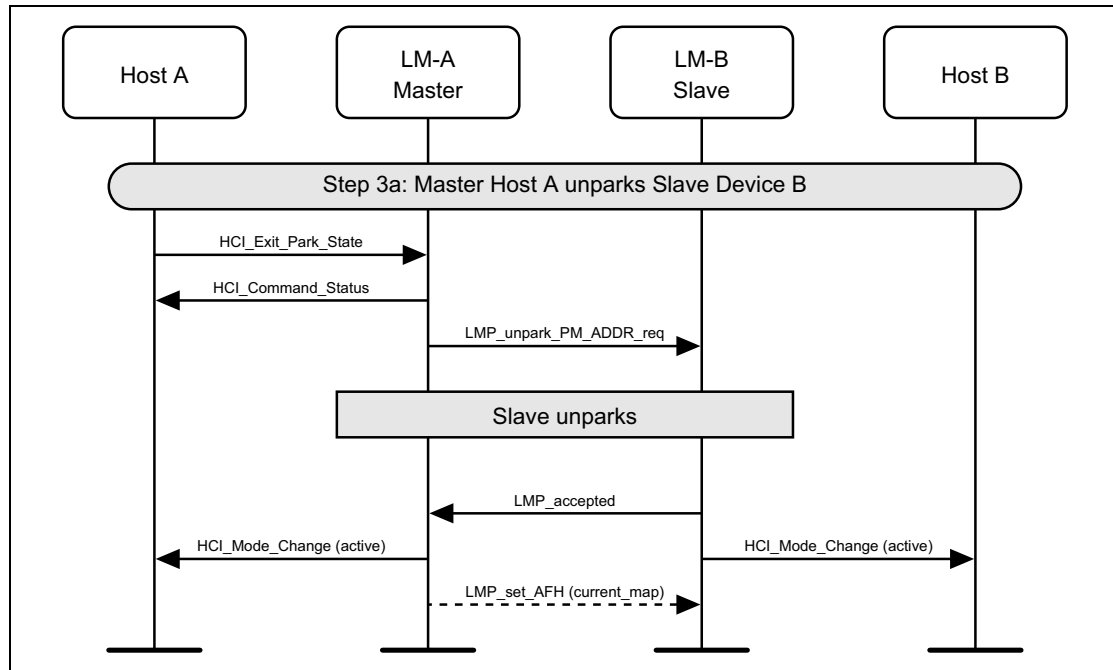 Host A
LM-A
Master
LM-B
Slave
Host B
Step 3a: Master Host A unparks Slave Device B
HCI_Exit_Park_State
HCI_Command_Status
LMP_unpark_PM_ADDR_req
Slave unparks
LMP_accepted
HCI_Mode_Change (active)
HCI_Mode_Change (active)
LMP_set_AFH (current_map)